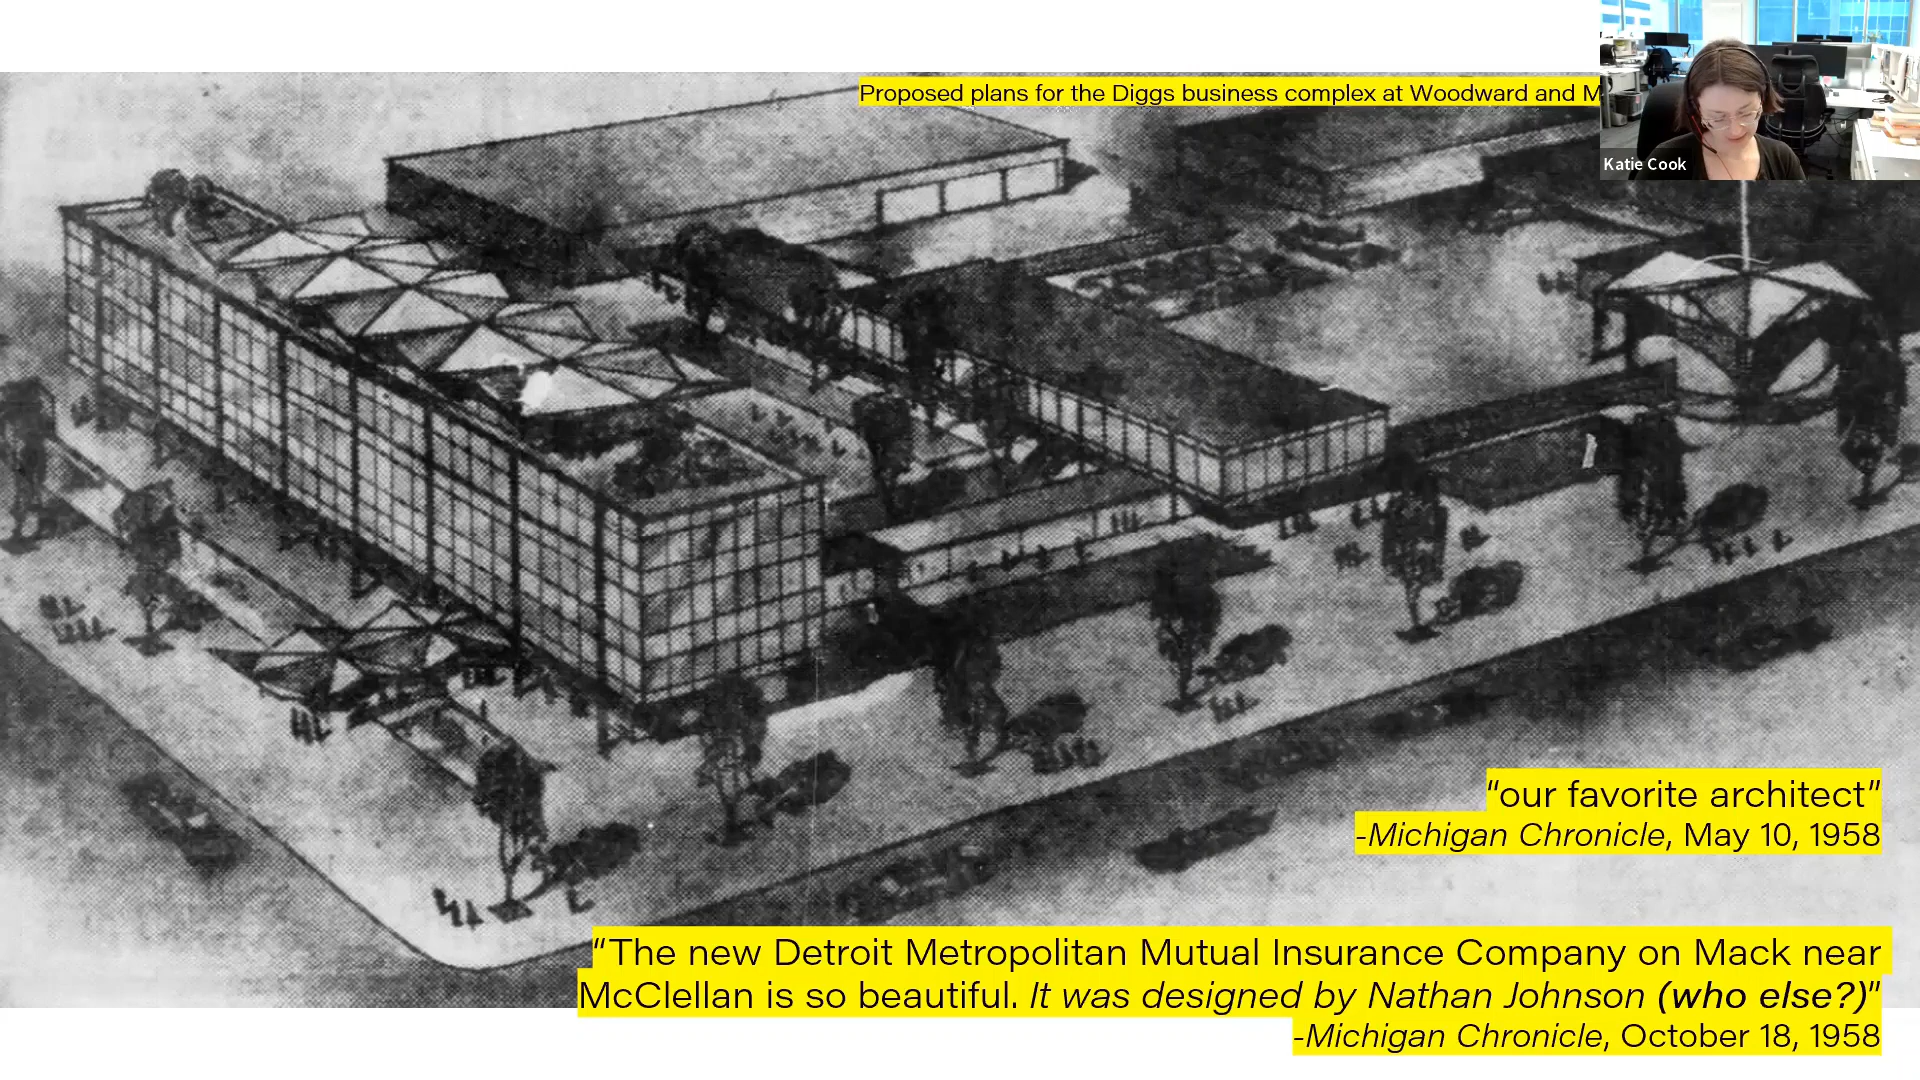 Proposed plans for the Diggs business complex at Woodward and M
Katie Cook
“our favorite architect”
-Michigan Chronicle, May 10, 1958
“The new Detroit Metropolitan Mutual Insurance Company on Mack near
McClellan is so beautiful. It was designed by Nathan Johnson (who else?)”
-Michigan Chronicle, October 18, 1958